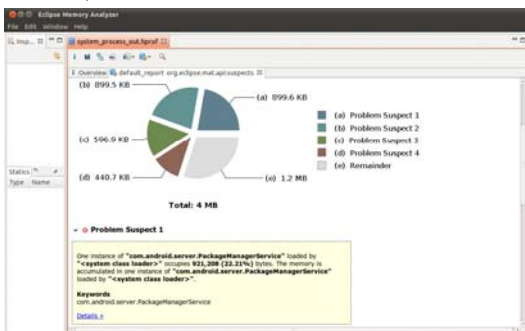 Eclipse Memory Analyzer
File Edit Window Help
system_process_out.hprof
Overview default_report org.eclipse.mat.api:suspects
(b) 899.5 KB
(a) 899.6 KB
(c) 596.9 KB
(d) 440.7 KB
(e) 1.2 MB
(a) Problem Suspect 1
(b) Problem Suspect 2
(c) Problem Suspect 3
(d) Problem Suspect 4
(e) Remainder
Total: 4 MB
Statics
Type Name
Problem Suspect 1
One instance of "com.android.server.PackageManagerService" loaded by
"<system class loader>" occupies 921,208 (22.21%) bytes. The memory is
accumulated in one instance of "com.android.server.PackageManagerService"
loaded by "<system class loader>".
Keywords
com.android.server.PackageManagerService
Details »